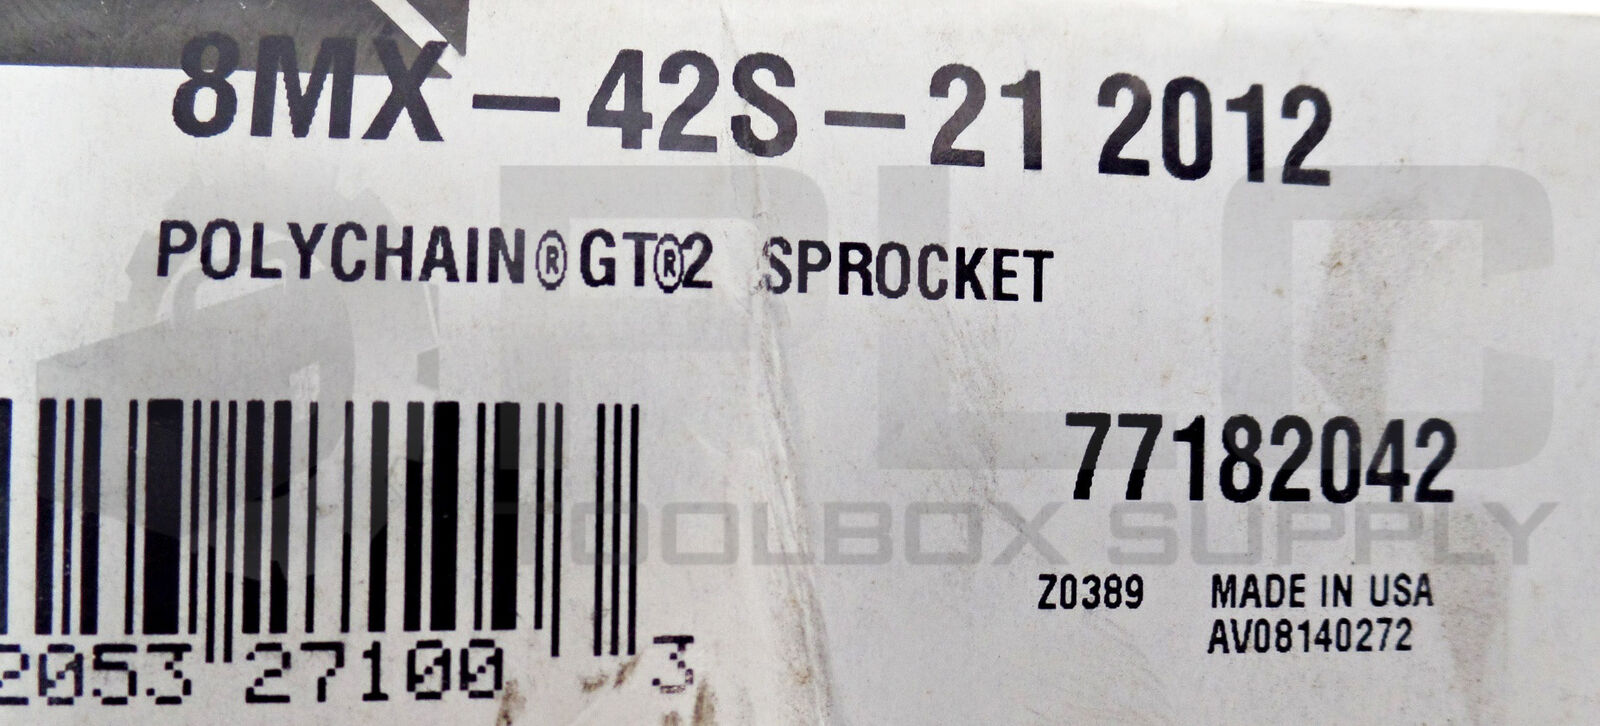 8MX-42S-21 2012
POLYCHAIN®GT®2 SPROCKET
77182042
PLC
TOOLBOX SUPPLY
Z0389 MADE IN USA
AV08140272
2053 27100 3